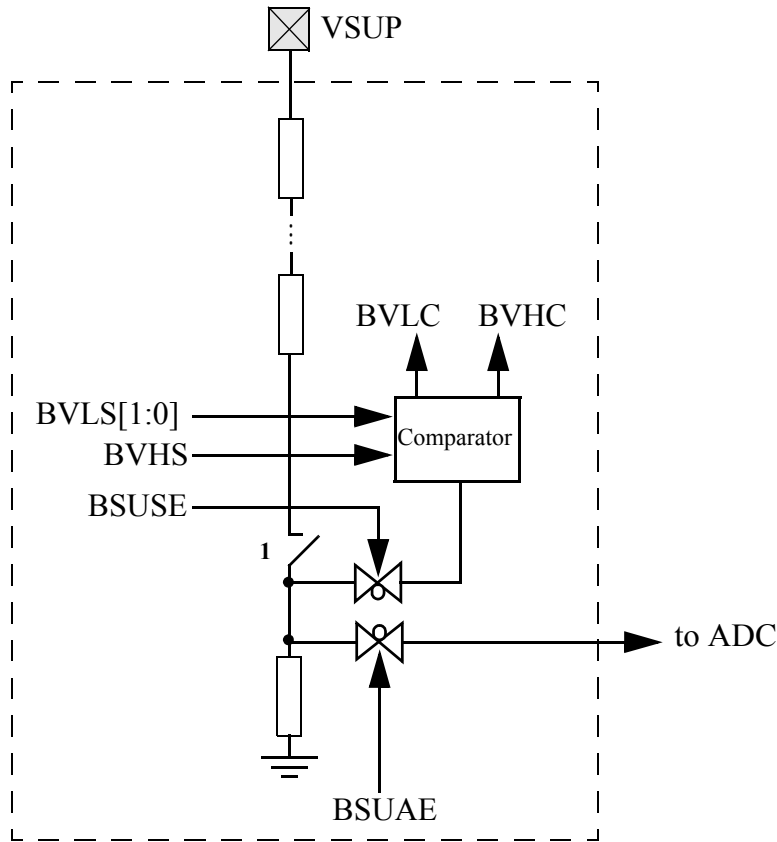 VSUP
BVLC
BVHC
BVLS[1:0]
Comparator
BVHS
BSUSE
1
to ADC
BSUAE